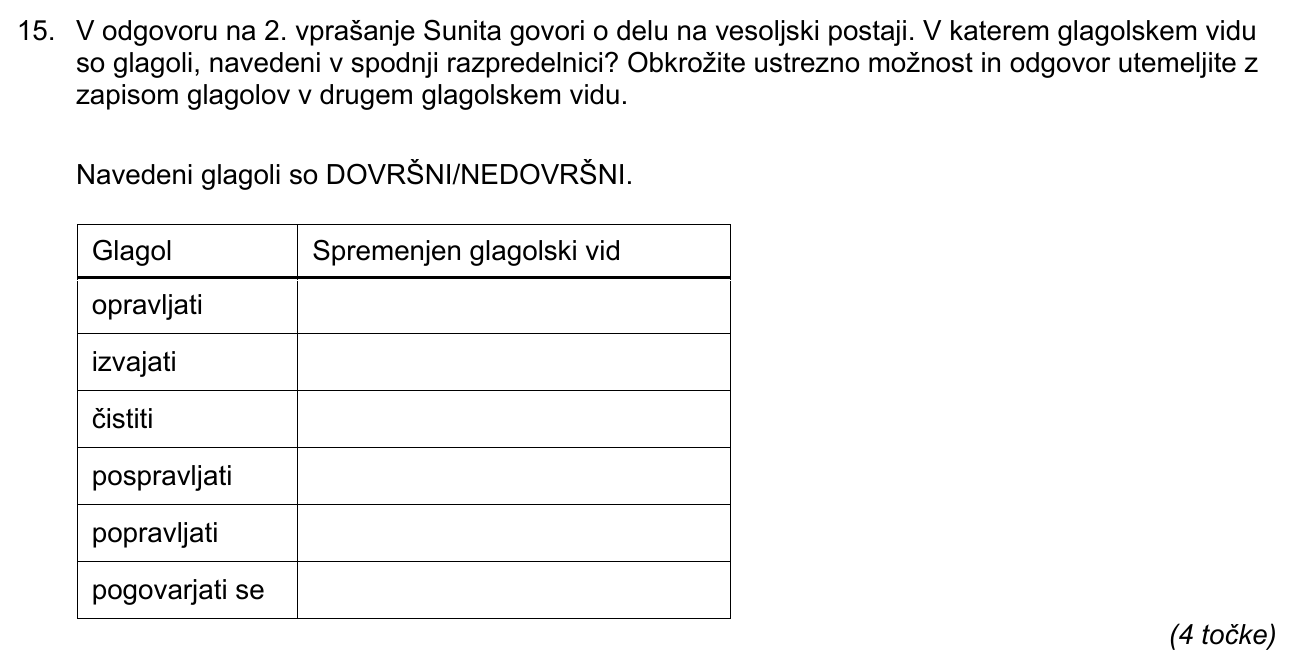 15. V odgovoru na 2. vprašanje Sunita govori o delu na vesoljski postaji. V katerem glagolskem vidu
so glagoli, navedeni v spodnji razpredelnici? Obkrožite ustrezno možnost in odgovor utemeljite z
zapisom glagolov v drugem glagolskem vidu.
Navedeni glagoli so DOVRŠNI/NEDOVRŠNI.
Glagol Spremenjen glagolski vid
opravljati
izvajati
čistiti
pospravljati
popravljati
pogovarjati se
(4 točke)